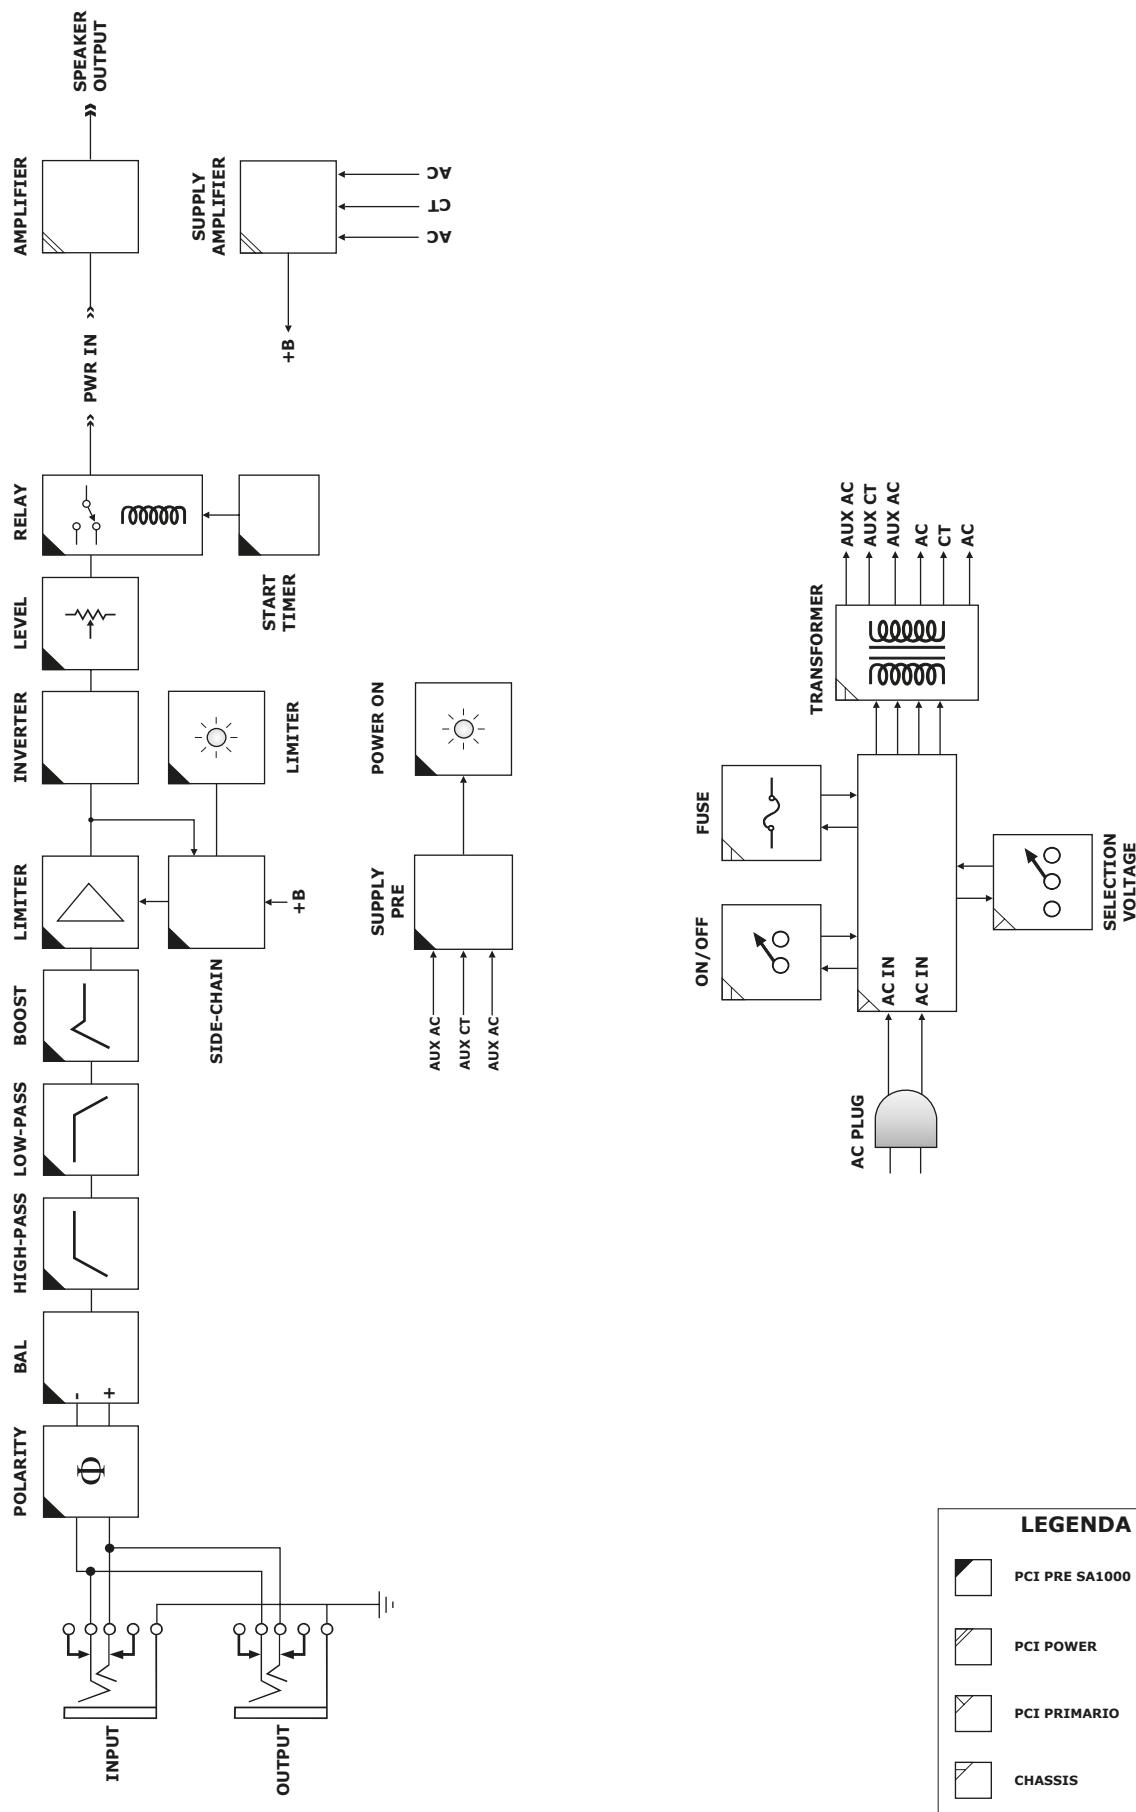 SPEAKER
OUTPUT
AMPLIFIER
SUPPLY
AMPLIFIER
AC
CT
AC
+B
PWR IN
RELAY
START
TIMER
LEVEL
INVERTER
LIMITER
POWER ON
LIMITER
SIDE-CHAIN
+B
SUPPLY
PRE
AUX AC
AUX CT
AUX AC
BOOST
LOW-PASS
HIGH-PASS
BAL
-
+
POLARITY
Φ
INPUT
OUTPUT
AUX AC
AUX CT
AUX AC
AC
CT
AC
TRANSFORMER
FUSE
ON/OFF
SELECTION
VOLTAGE
AC IN
AC IN
AC PLUG
LEGENDA
PCI PRE SA1000
PCI POWER
PCI PRIMARIO
CHASSIS